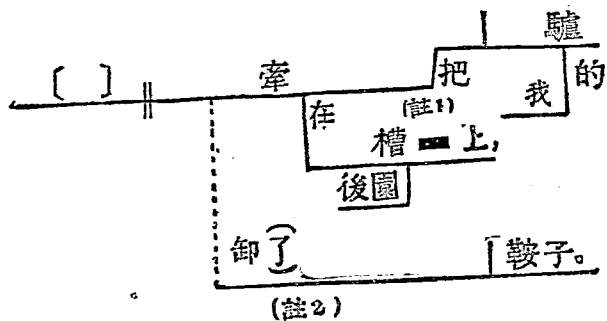 驢
〔 〕 牽 把 我 的
在 (註1)
槽 上,
後園
卸了) 鞍子。
(註2)